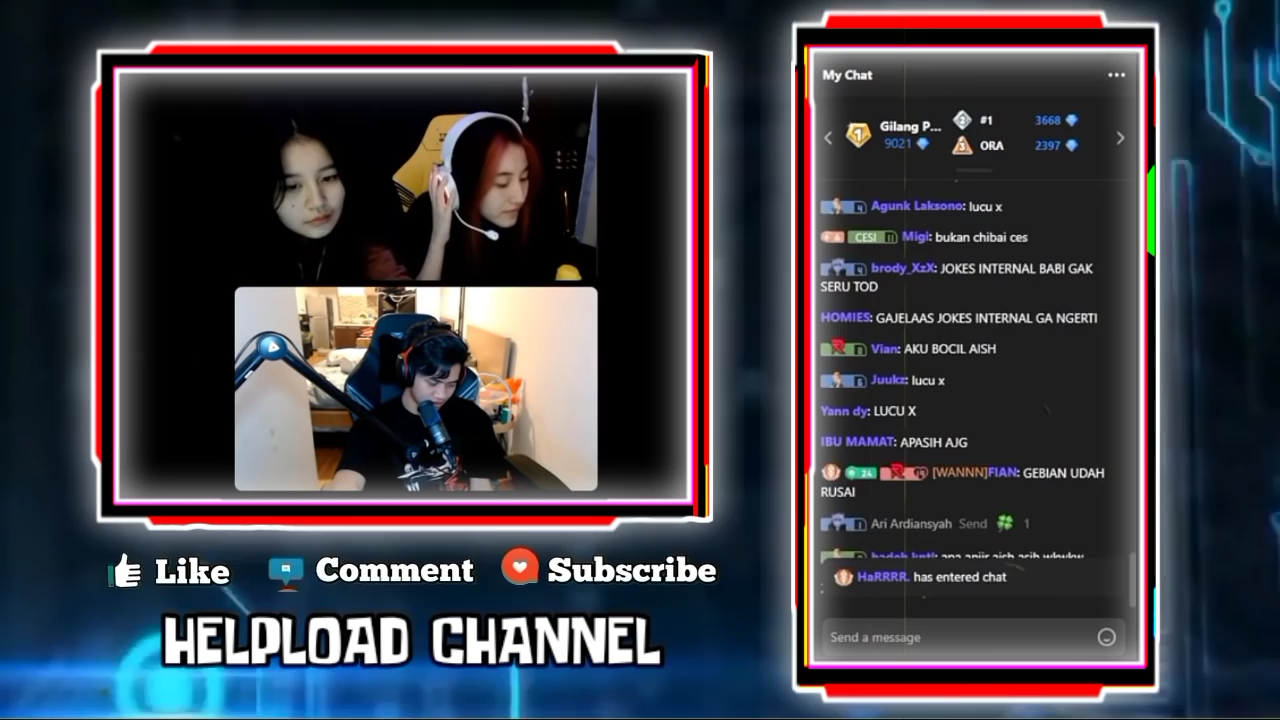 My Chat
Gilang P...
9021
#1
3668
ORA
2397
Agunk Laksono: lucu x
CESI Migi: bukan chibai ces
brody_XzX: JOKES INTERNAL BABI GAK
SERU TOD
HOMIES: GAJELAAS JOKES INTERNAL GA NGERTI
Vian: AKU BOCIL AISH
Juukz: lucu x
Yann dy: LUCU X
IBU MAMAT: APASIH AJG
24 [WANNN]FIAN: GEBIAN UDAH
RUSAI
Ari Ardiansyah Send 1
HaRRRR. has entered chat
Send a message
Like
Comment
Subscribe
HELPLOAD CHANNEL